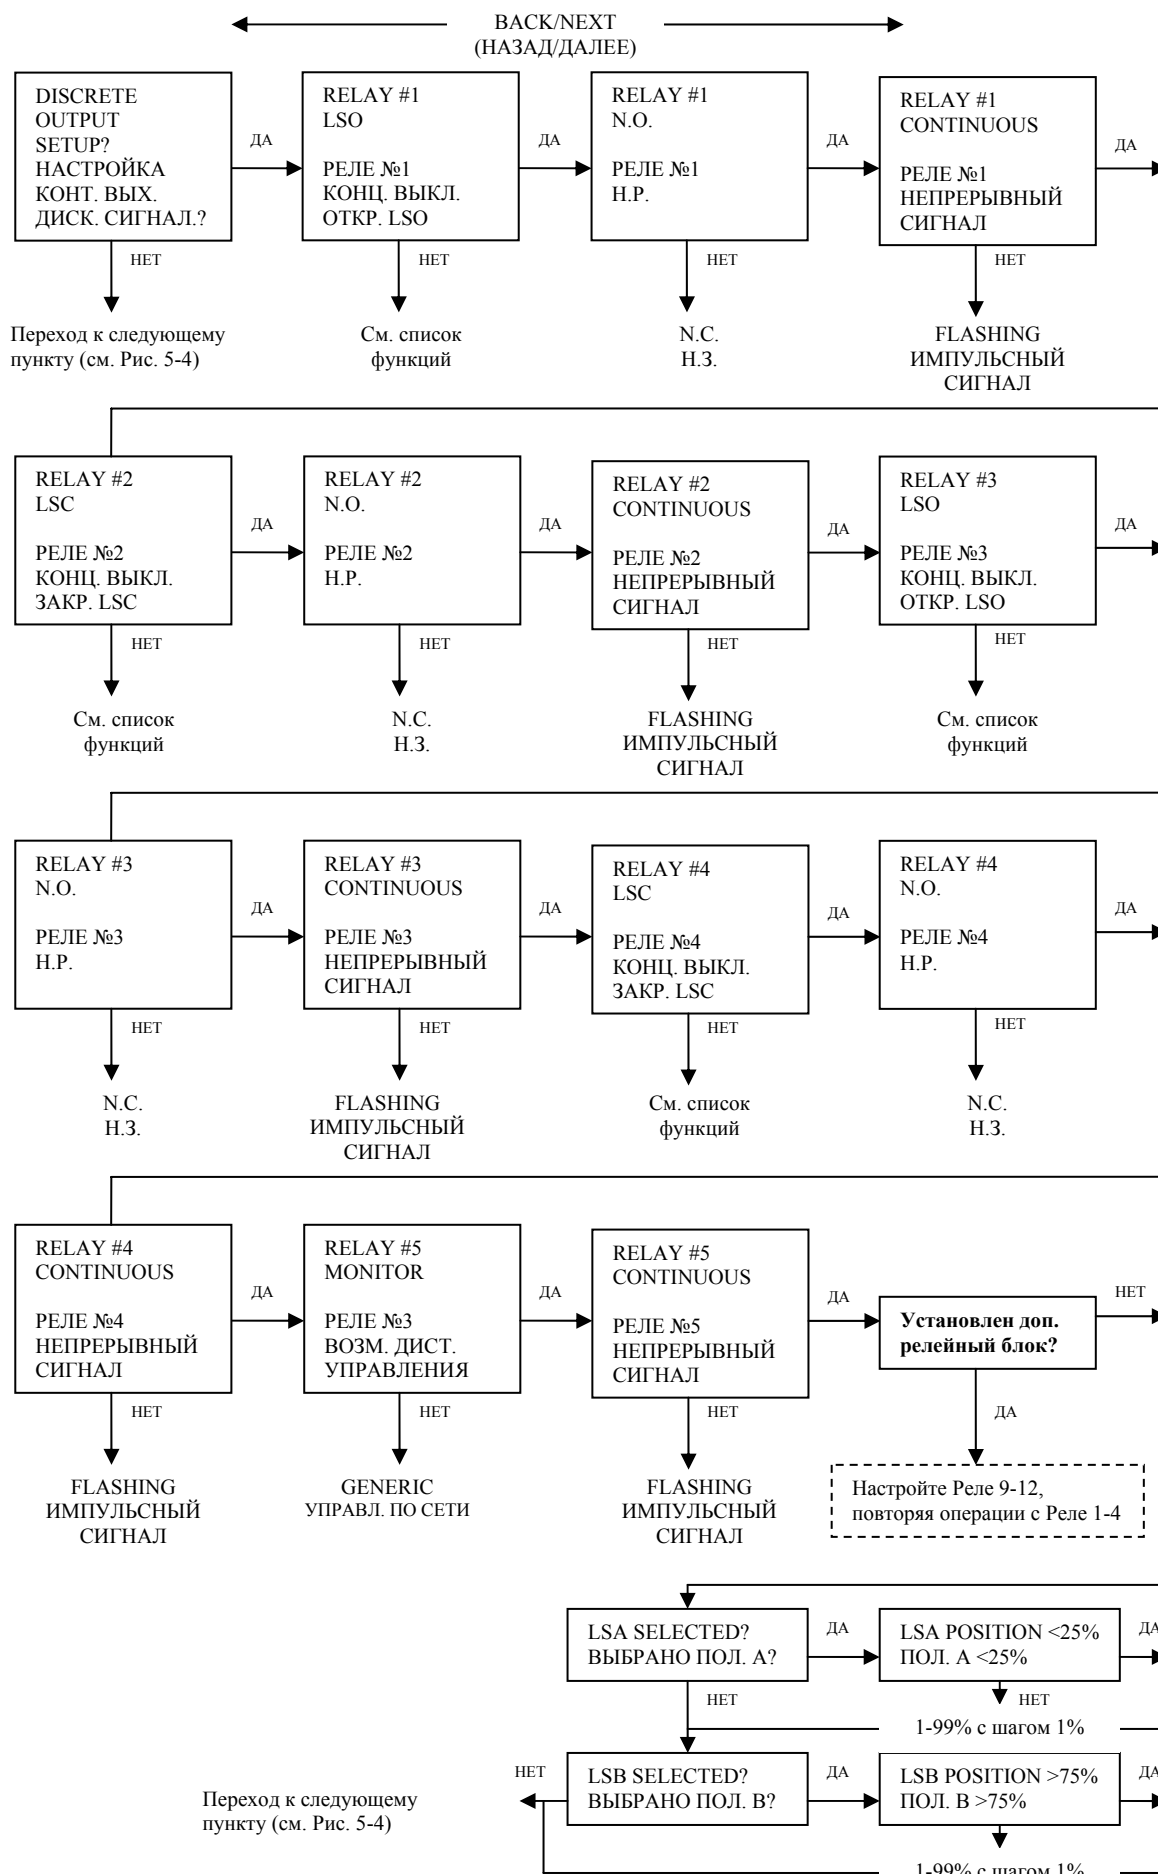 BACK/NEXT
(НАЗАД/ДАЛЕЕ)
DISCRETE
OUTPUT
SETUP?
НАСТРОЙКА
КОНТ. ВЫХ.
ДИСК. СИГНАЛ.?
ДА
RELAY #1
LSO
РЕЛЕ №1
КОНЦ. ВЫКЛ.
ОТКР. LSO
ДА
RELAY #1
N.O.
РЕЛЕ №1
Н.Р.
ДА
RELAY #1
CONTINUOUS
РЕЛЕ №1
НЕПРЕРЫВНЫЙ
СИГНАЛ
ДА
НЕТ
НЕТ
НЕТ
НЕТ
Переход к следующему
пункту (см. Рис. 5-4)
См. список
функций
N.C.
Н.З.
FLASHING
ИМПУЛЬСНЫЙ
СИГНАЛ
RELAY #2
LSC
РЕЛЕ №2
КОНЦ. ВЫКЛ.
ЗАКР. LSC
ДА
RELAY #2
N.O.
РЕЛЕ №2
Н.Р.
ДА
RELAY #2
CONTINUOUS
РЕЛЕ №2
НЕПРЕРЫВНЫЙ
СИГНАЛ
ДА
RELAY #3
LSO
РЕЛЕ №3
КОНЦ. ВЫКЛ.
ОТКР. LSO
ДА
НЕТ
НЕТ
НЕТ
НЕТ
См. список
функций
N.C.
Н.З.
FLASHING
ИМПУЛЬСНЫЙ
СИГНАЛ
См. список
функций
RELAY #3
N.O.
РЕЛЕ №3
Н.Р.
ДА
RELAY #3
CONTINUOUS
РЕЛЕ №3
НЕПРЕРЫВНЫЙ
СИГНАЛ
ДА
RELAY #4
LSC
РЕЛЕ №4
КОНЦ. ВЫКЛ.
ЗАКР. LSC
ДА
RELAY #4
N.O.
РЕЛЕ №4
Н.Р.
ДА
НЕТ
НЕТ
НЕТ
НЕТ
N.C.
Н.З.
FLASHING
ИМПУЛЬСНЫЙ
СИГНАЛ
См. список
функций
N.C.
Н.З.
RELAY #4
CONTINUOUS
РЕЛЕ №4
НЕПРЕРЫВНЫЙ
СИГНАЛ
ДА
RELAY #5
MONITOR
РЕЛЕ №3
ВОЗМ. ДИСТ.
УПРАВЛЕНИЯ
ДА
RELAY #5
CONTINUOUS
РЕЛЕ №5
НЕПРЕРЫВНЫЙ
СИГНАЛ
ДА
Установлен доп.
релейный блок?
НЕТ
НЕТ
НЕТ
НЕТ
ДА
FLASHING
ИМПУЛЬСНЫЙ
СИГНАЛ
GENERIC
УПРАВЛ. ПО СЕТИ
FLASHING
ИМПУЛЬСНЫЙ
СИГНАЛ
Настройте Реле 9-12,
повторяя операции с Реле 1-4
LSA SELECTED?
ВЫБРАНО ПОЛ. А?
ДА
LSA POSITION <25%
ПОЛ. А <25%
ДА
НЕТ
НЕТ
1-99% с шагом 1%
НЕТ
LSB SELECTED?
ВЫБРАНО ПОЛ. В?
ДА
LSB POSITION >75%
ПОЛ. В >75%
ДА
Переход к следующему
пункту (см. Рис. 5-4)
1-99% с шагом 1%